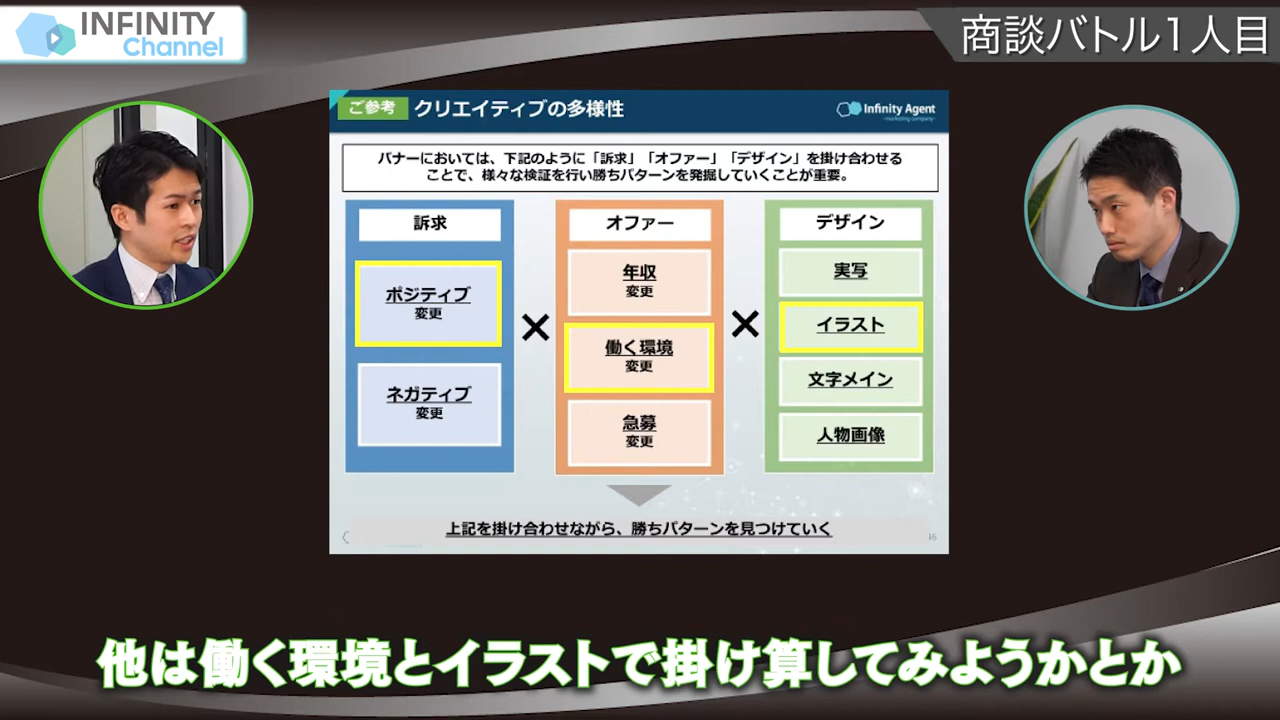 INFINITY
Channel
商談バトル1人目
ご参考
クリエイティブの多様性
Infinity Agent
-marketing company-
バナーにおいては、下記のように「訴求」「オファー」「デザイン」を掛け合わせる
ことで、様々な検証を行い勝ちパターンを発掘していくことが重要。
訴求
ポジティブ
変更
ネガティブ
変更
×
オファー
年収
変更
働く環境
変更
急募
変更
×
デザイン
実写
イラスト
文字メイン
人物画像
上記を掛け合わせながら、勝ちパターンを見つけていく
他は働く環境とイラストで掛け算してみようかとか